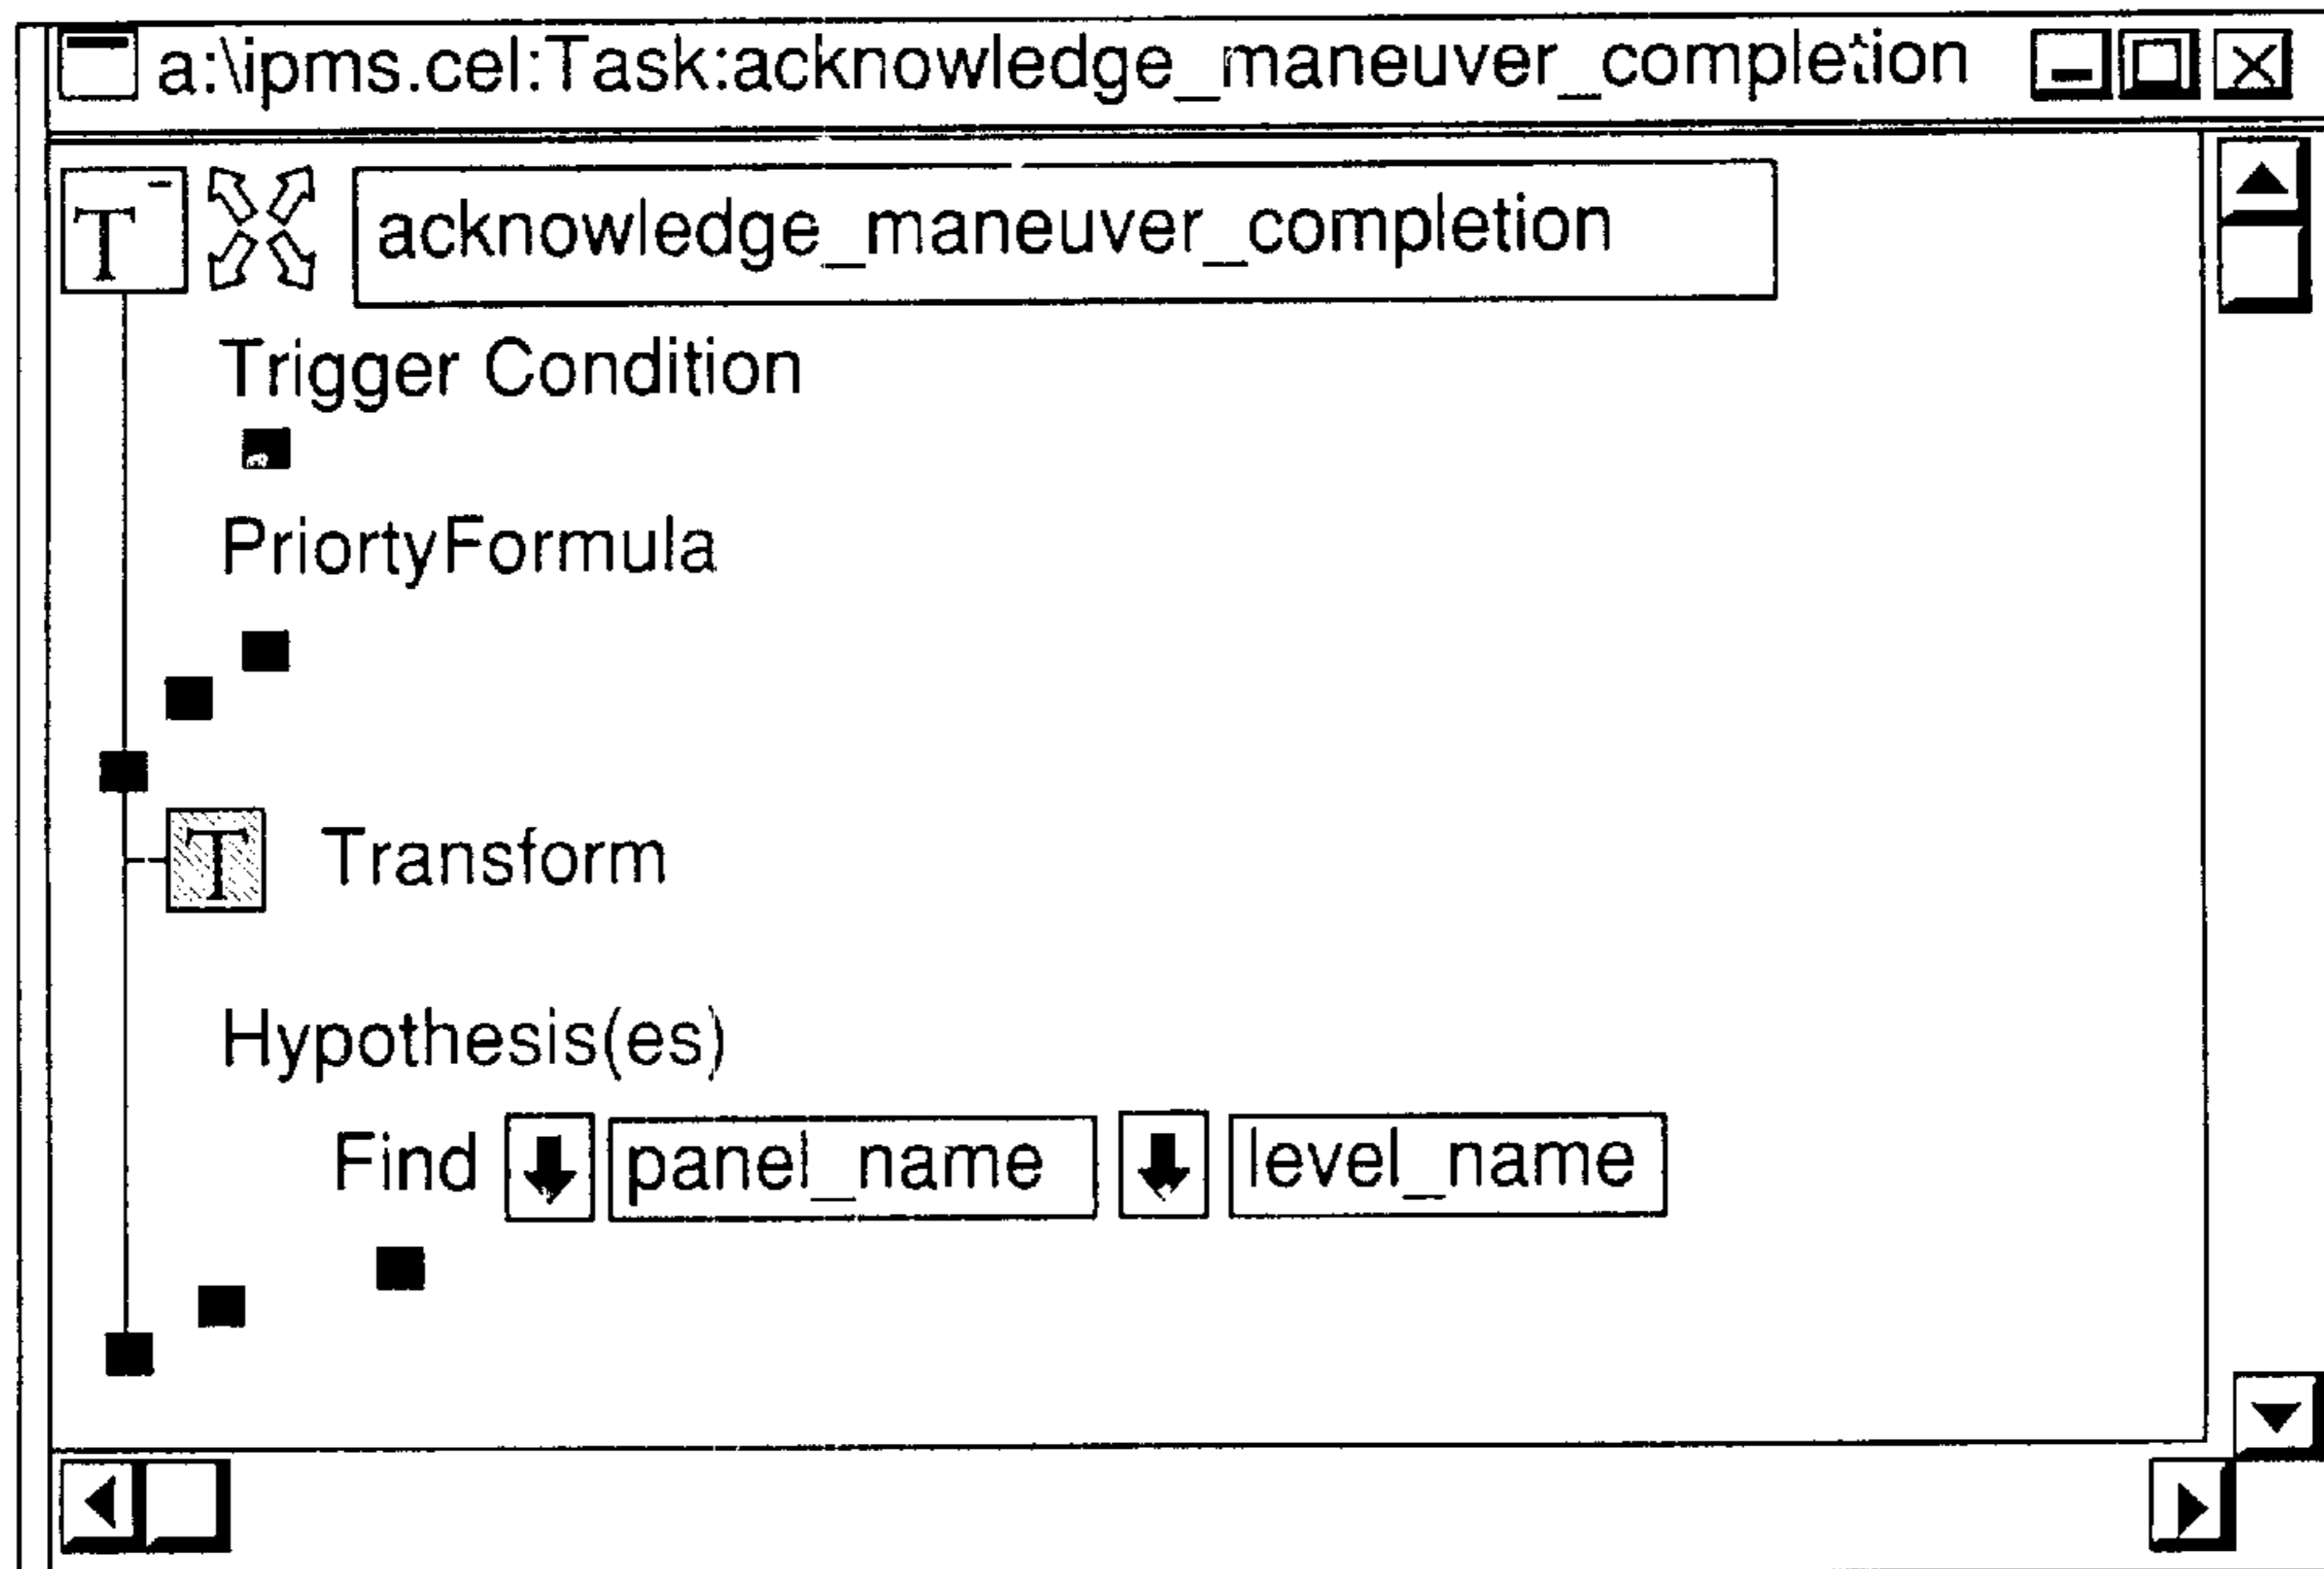 a:\ipms.cel:Task:acknowledge_maneuver_completion
T acknowledge_maneuver_completion
Trigger Condition
PriortyFormula
T Transform
Hypothesis(es)
Find panel_name level_name